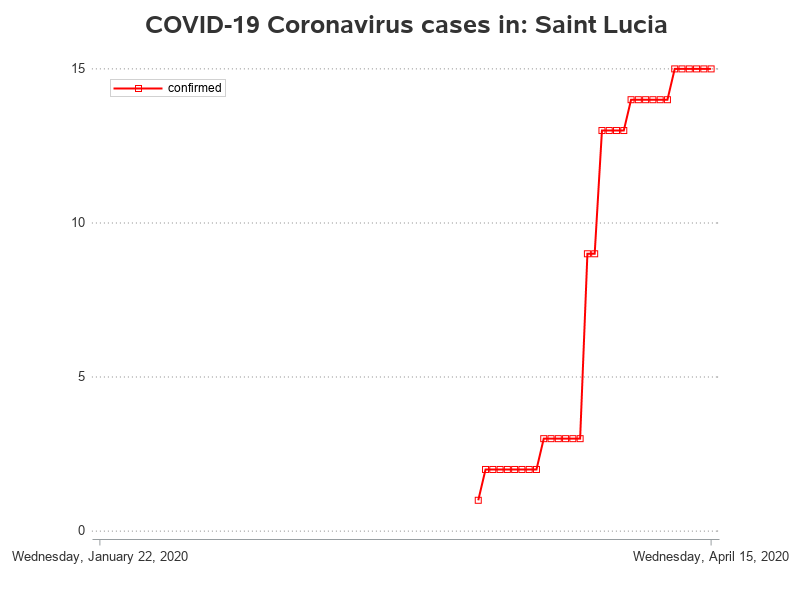 COVID-19 Coronavirus cases in: Saint Lucia
15
confirmed
10
5
0
Wednesday, January 22, 2020
Wednesday, April 15, 2020